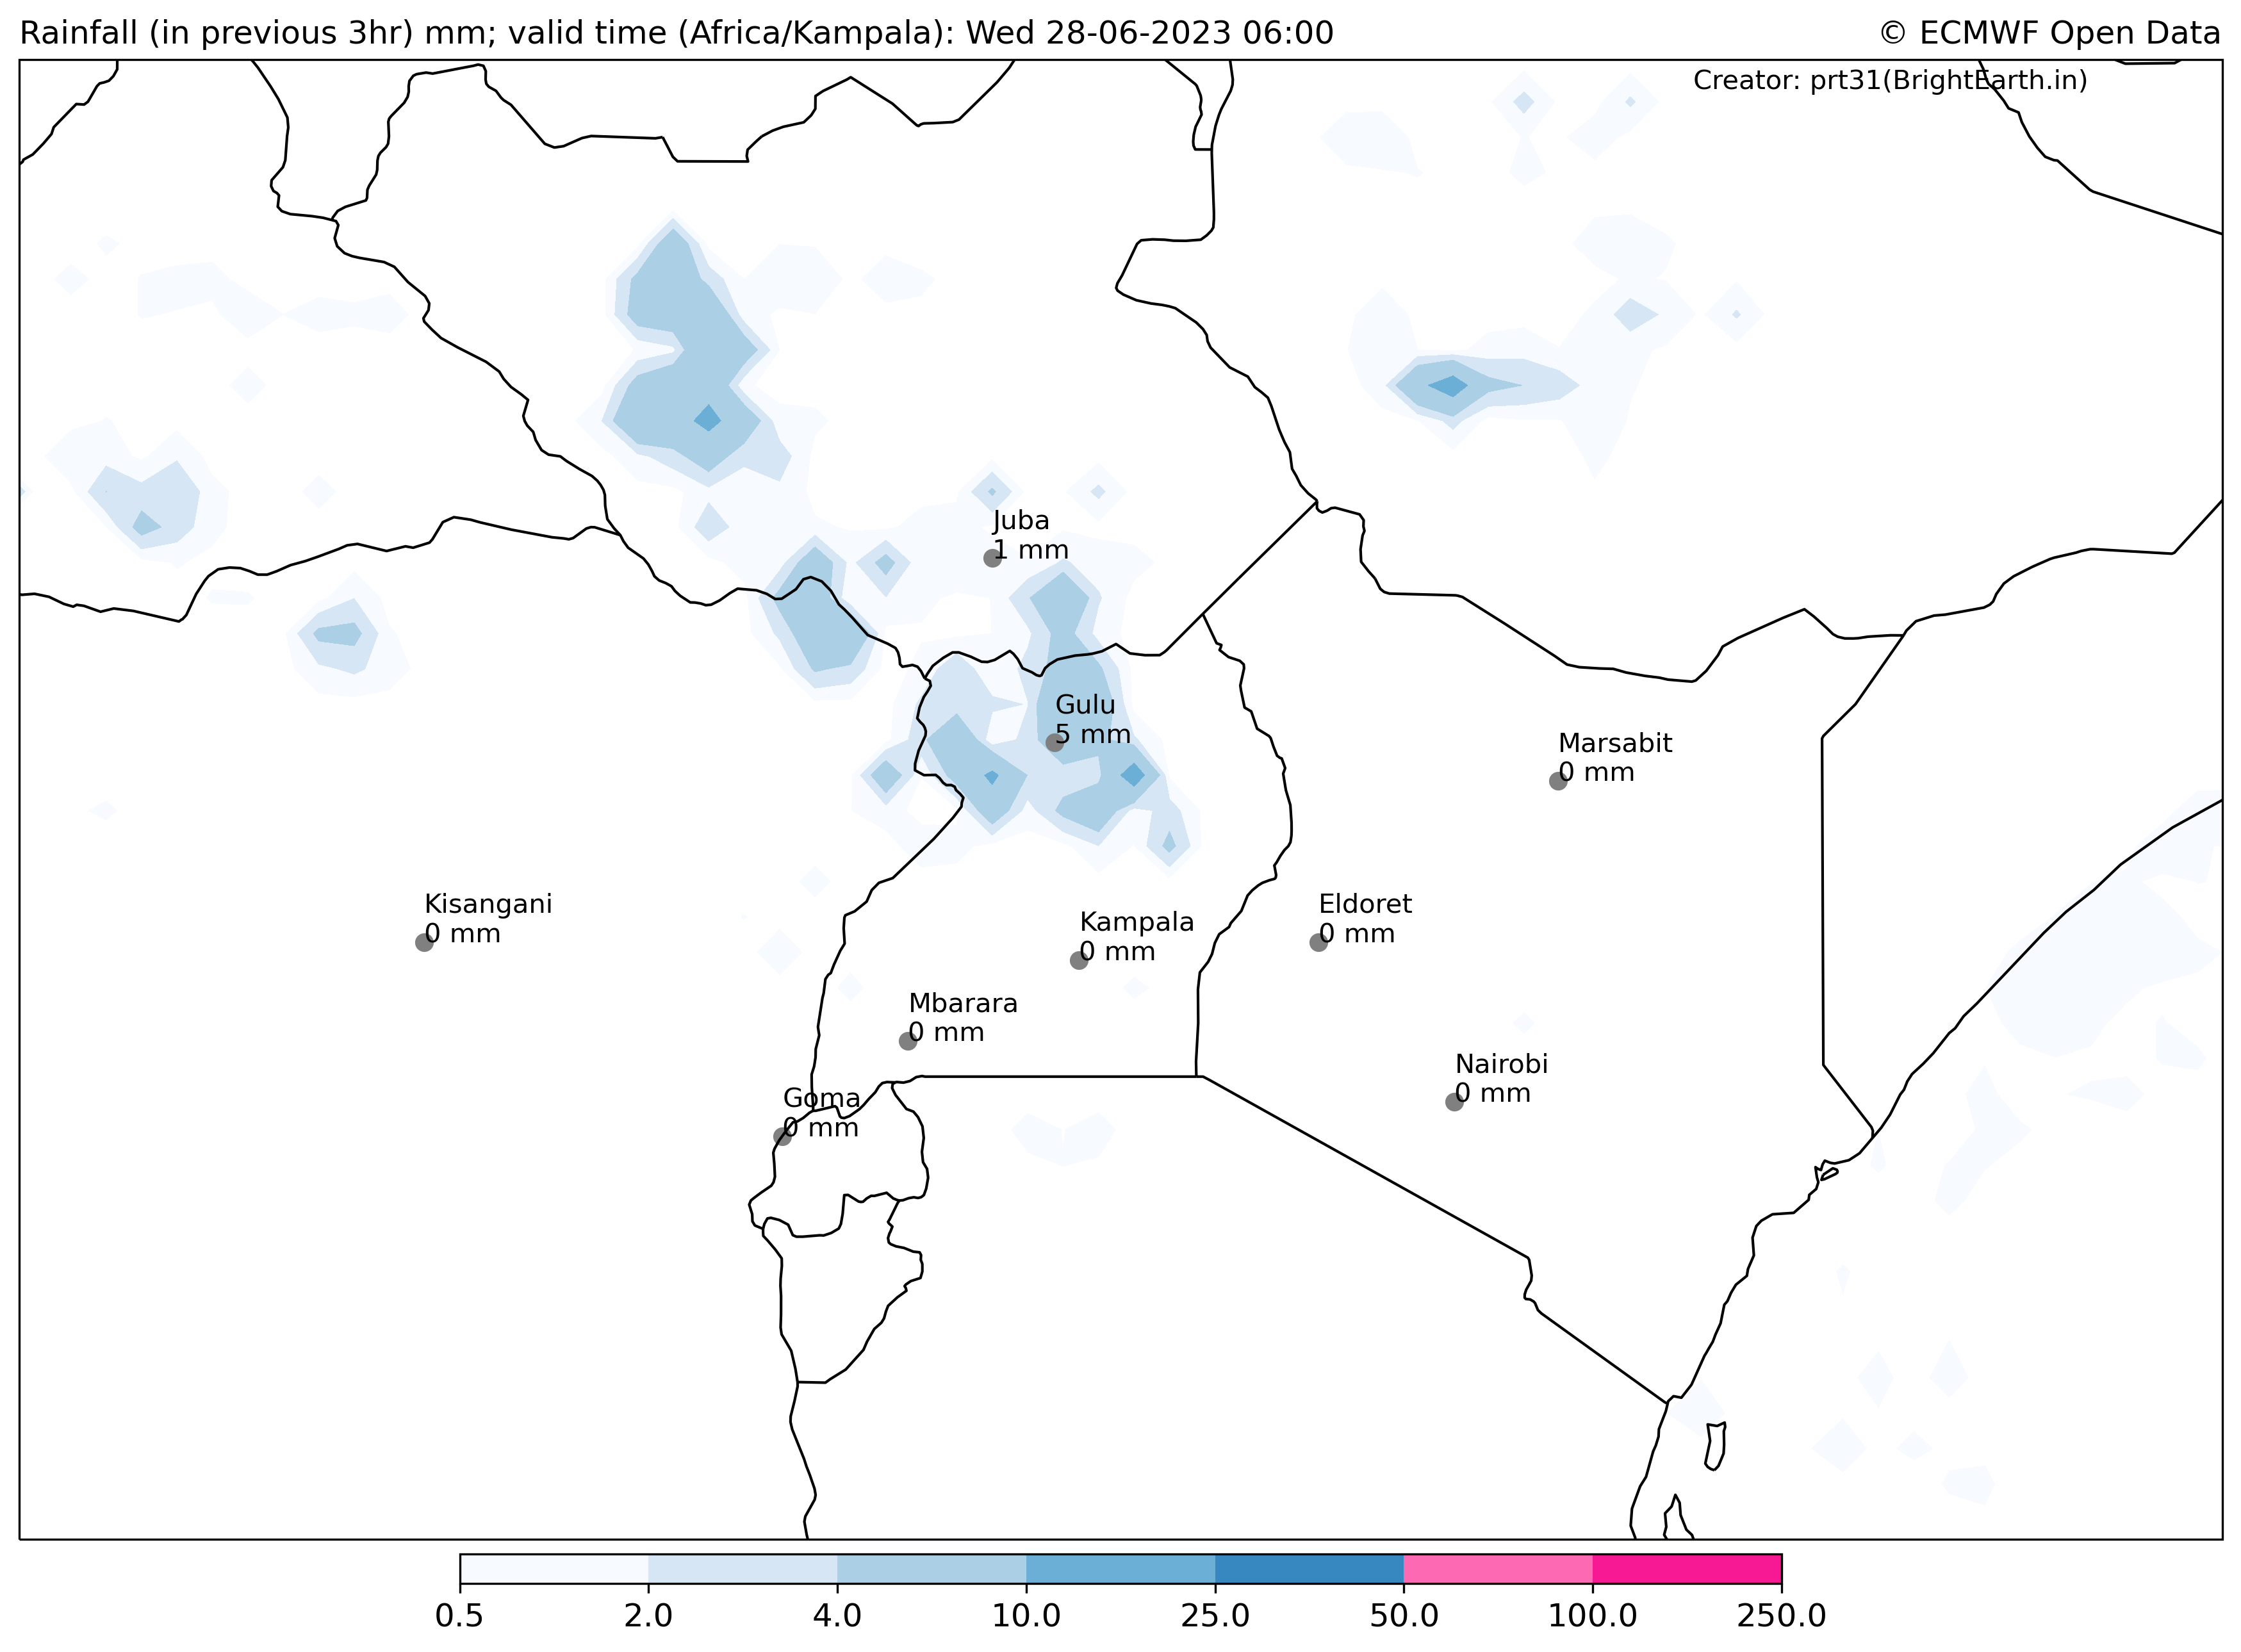 Rainfall (in previous 3hr) mm; valid time (Africa/Kampala): Wed 28-06-2023 06:00
© ECMWF Open Data
Creator: prt31(BrightEarth.in)
Juba
1 mm
Gulu
5 mm
Marsabit
0 mm
Kisangani
0 mm
Kampala
0 mm
Eldoret
0 mm
Mbarara
0 mm
Nairobi
0 mm
Goma
0 mm
0.5 2.0 4.0 10.0 25.0 50.0 100.0 250.0